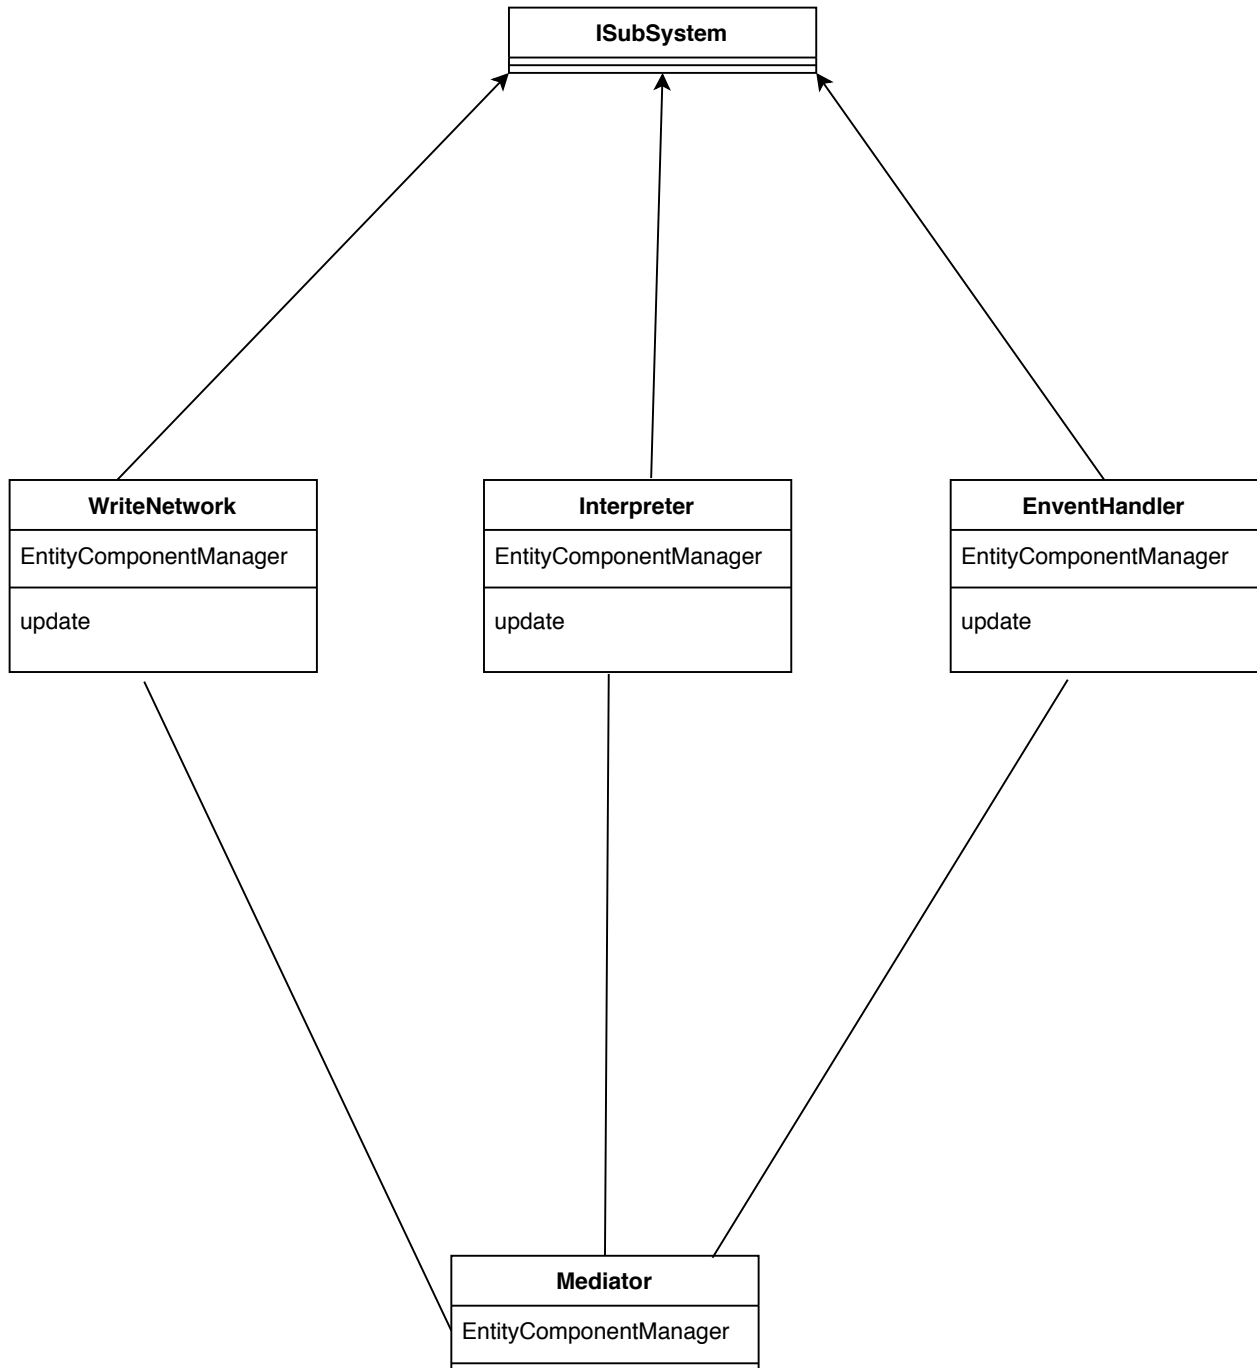 ISubSystem
WriteNetwork
EntityComponentManager
update
Interpreter
EntityComponentManager
update
EnventHandler
EntityComponentManager
update
Mediator
EntityComponentManager